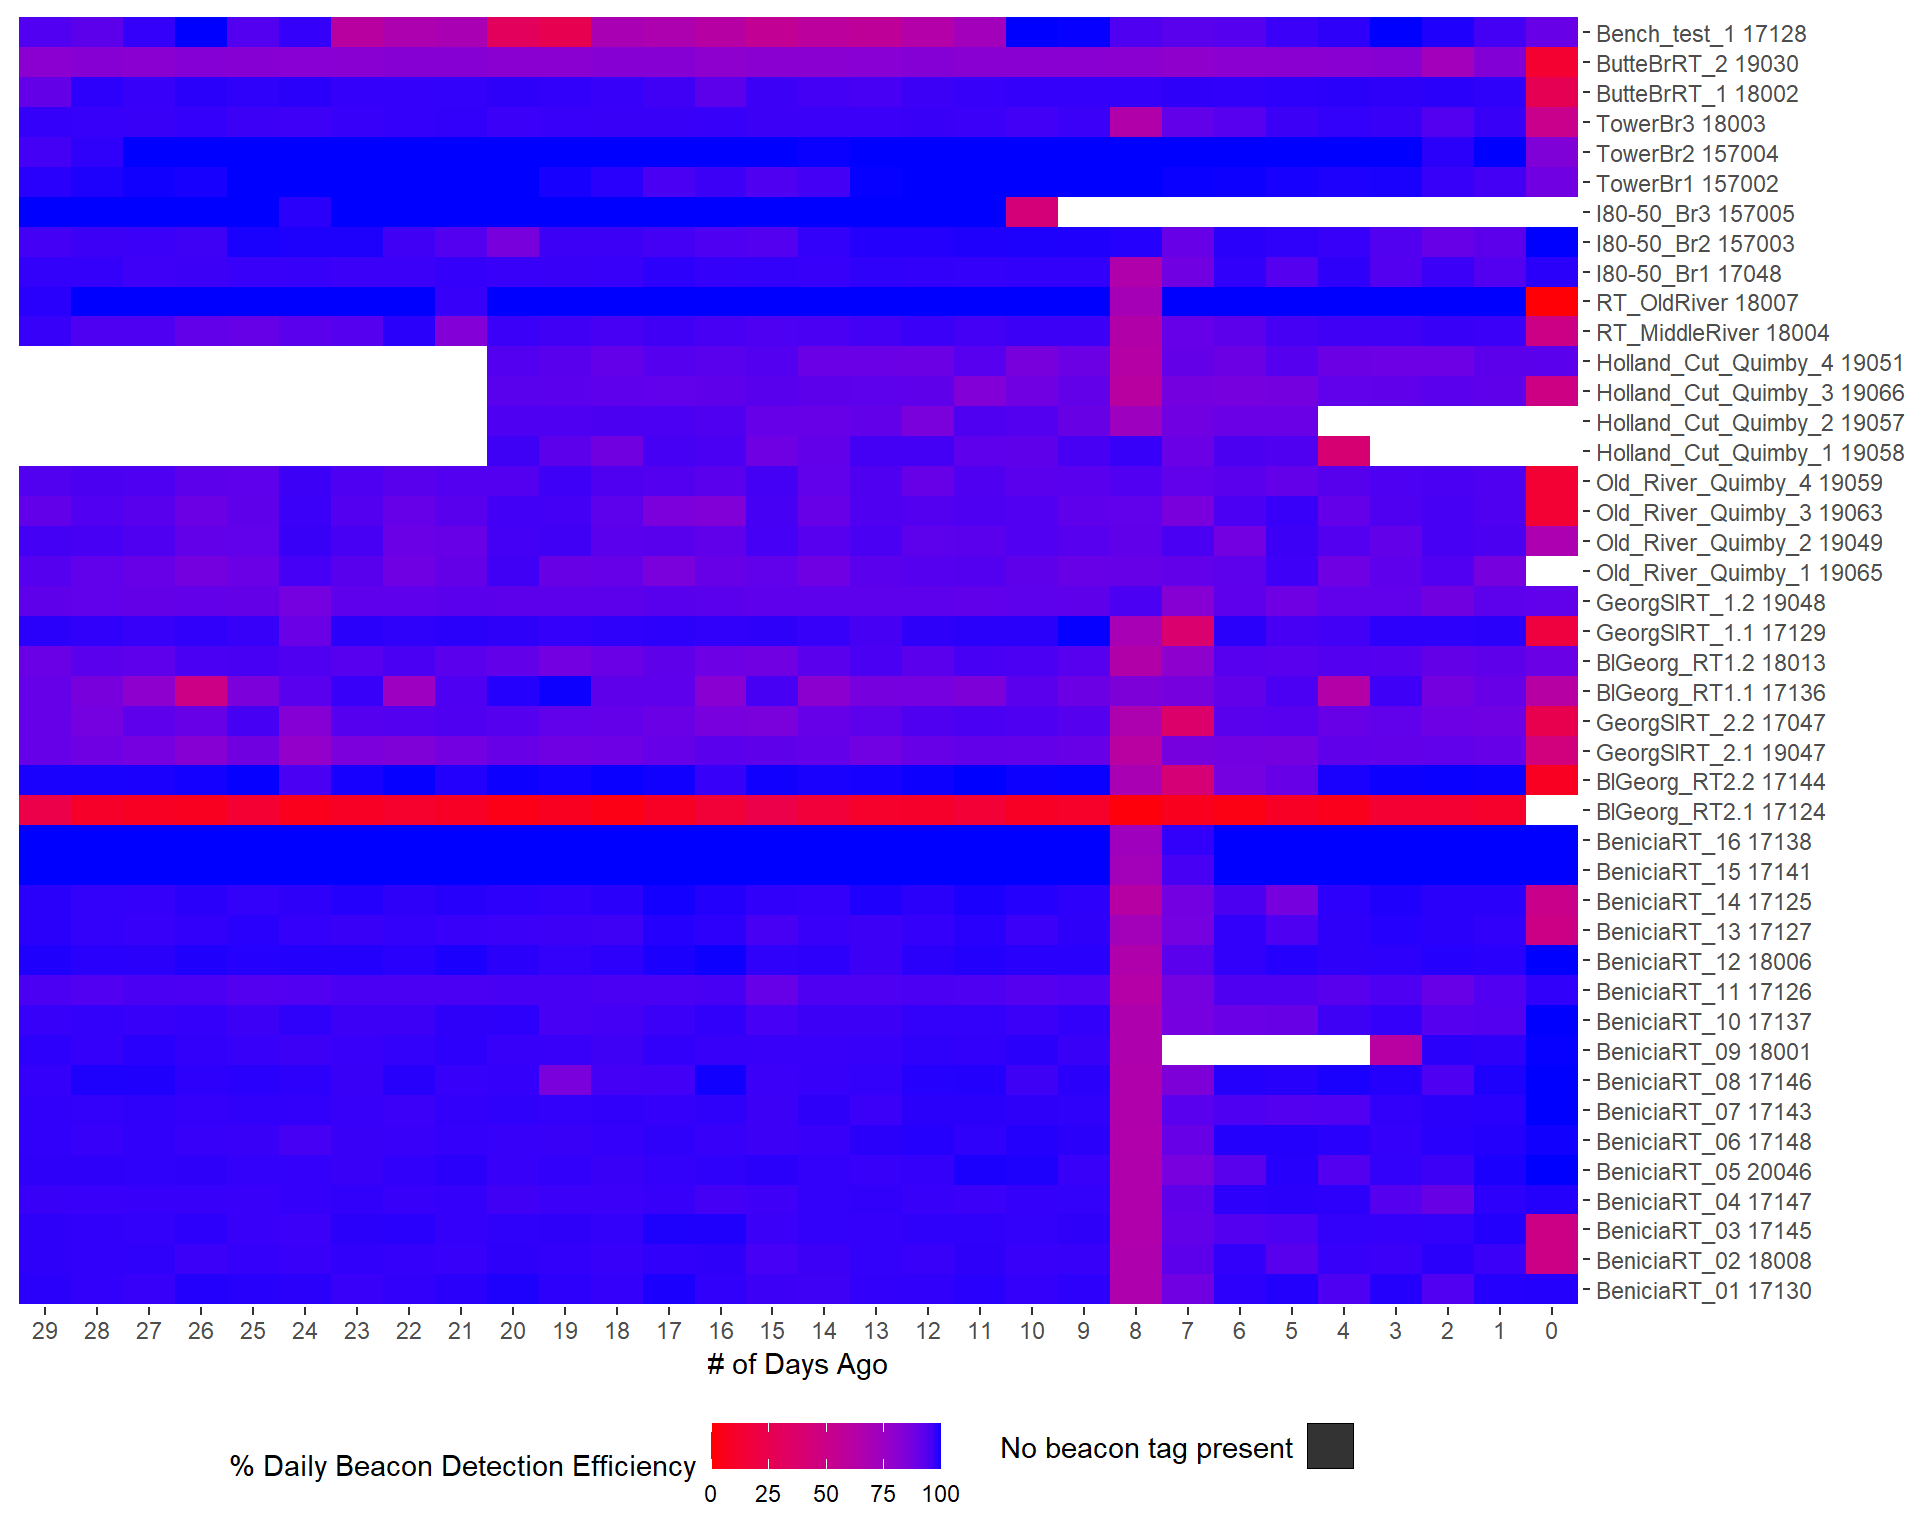 Bench_test_1 17128
ButteBrRT_2 19030
ButteBrRT_1 18002
TowerBr3 18003
TowerBr2 157004
TowerBr1 157002
I80-50_Br3 157005
I80-50_Br2 157003
I80-50_Br1 17048
RT_OldRiver 18007
RT_MiddleRiver 18004
Holland_Cut_Quimby_4 19051
Holland_Cut_Quimby_3 19066
Holland_Cut_Quimby_2 19057
Holland_Cut_Quimby_1 19058
Old_River_Quimby_4 19059
Old_River_Quimby_3 19063
Old_River_Quimby_2 19049
Old_River_Quimby_1 19065
GeorgSlRT_1.2 19048
GeorgSlRT_1.1 17129
BlGeorg_RT1.2 18013
BlGeorg_RT1.1 17136
GeorgSlRT_2.2 17047
GeorgSlRT_2.1 19047
BlGeorg_RT2.2 17144
BlGeorg_RT2.1 17124
BeniciaRT_16 17138
BeniciaRT_15 17141
BeniciaRT_14 17125
BeniciaRT_13 17127
BeniciaRT_12 18006
BeniciaRT_11 17126
BeniciaRT_10 17137
BeniciaRT_09 18001
BeniciaRT_08 17146
BeniciaRT_07 17143
BeniciaRT_06 17148
BeniciaRT_05 20046
BeniciaRT_04 17147
BeniciaRT_03 17145
BeniciaRT_02 18008
BeniciaRT_01 17130
29 28 27 26 25 24 23 22 21 20 19 18 17 16 15 14 13 12 11 10 9 8 7 6 5 4 3 2 1 0
# of Days Ago
% Daily Beacon Detection Efficiency
0 25 50 75 100
No beacon tag present